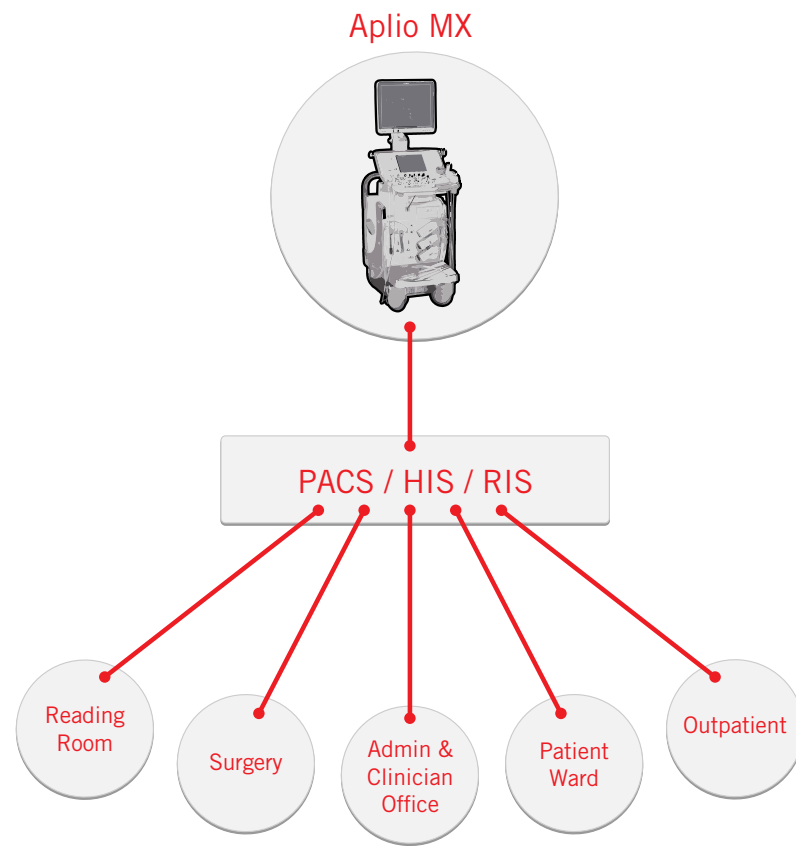 Aplio MX
PACS / HIS / RIS
Reading
Room
Surgery
Admin &
Clinician
Office
Patient
Ward
Outpatient